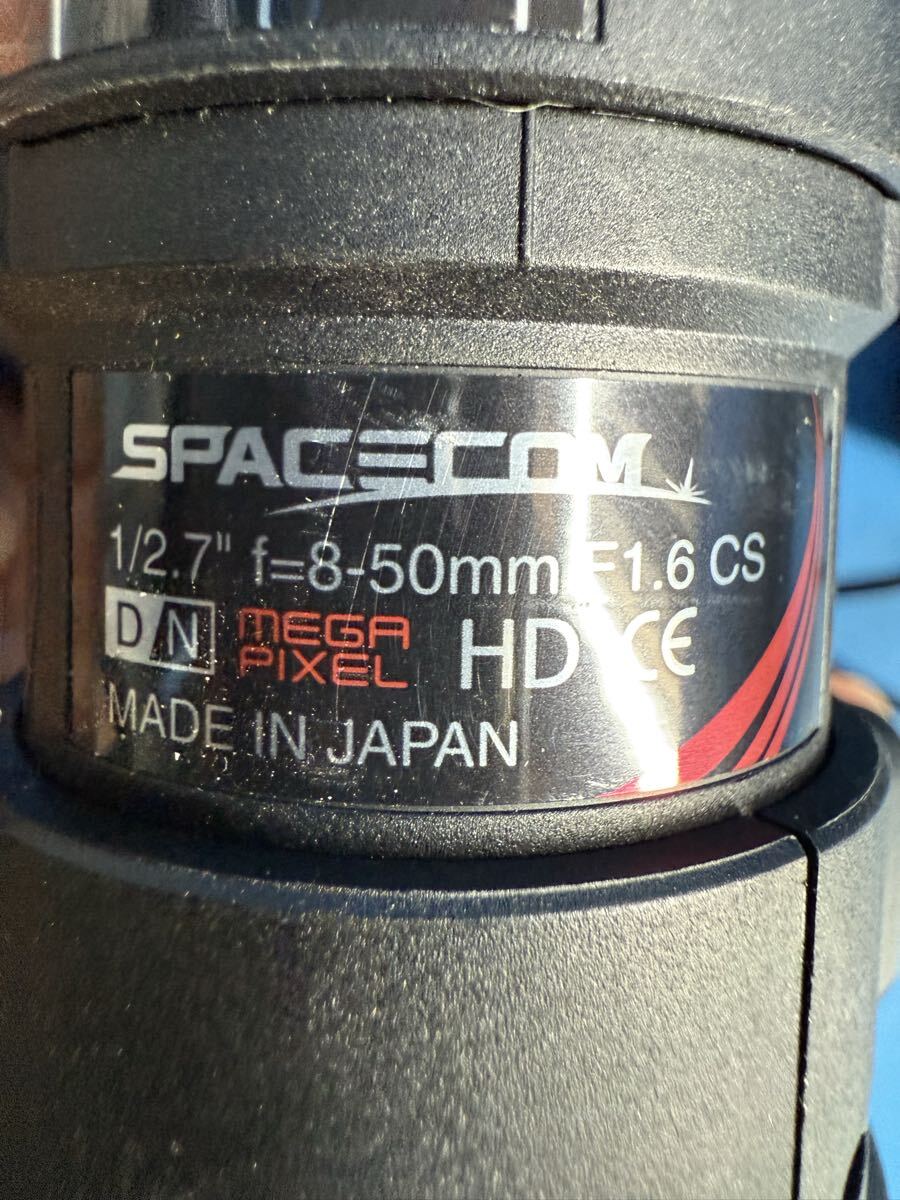 SPACECOM
1/2.7" f=8-50mm F1.6 CS
D/N MEGA PIXEL HD CE
MADE IN JAPAN